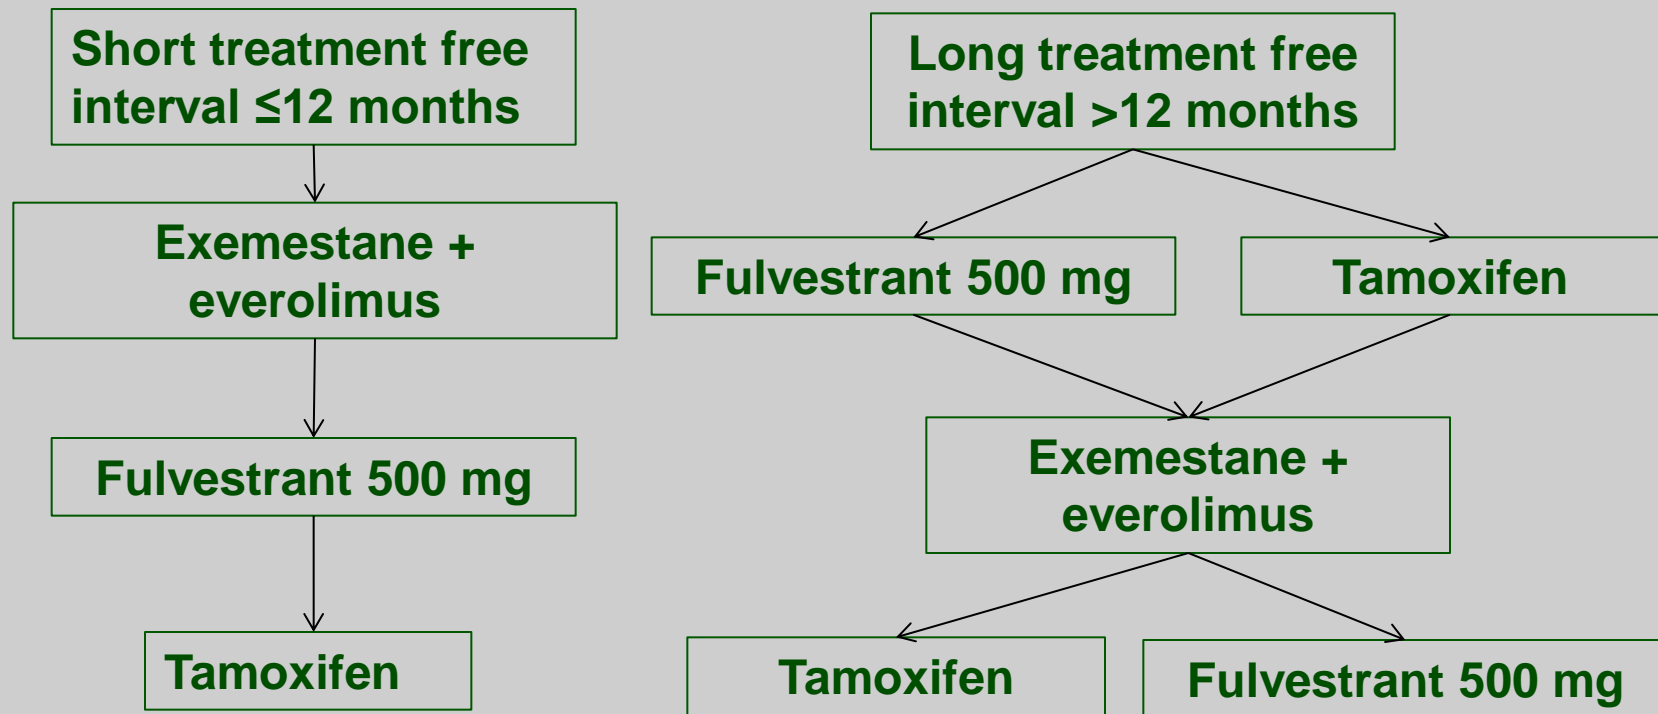 Short treatment free
interval ≤12 months
Exemestane +
everolimus
Fulvestrant 500 mg
Tamoxifen
Long treatment free
interval >12 months
Fulvestrant 500 mg
Tamoxifen
Exemestane +
everolimus
Tamoxifen
Fulvestrant 500 mg